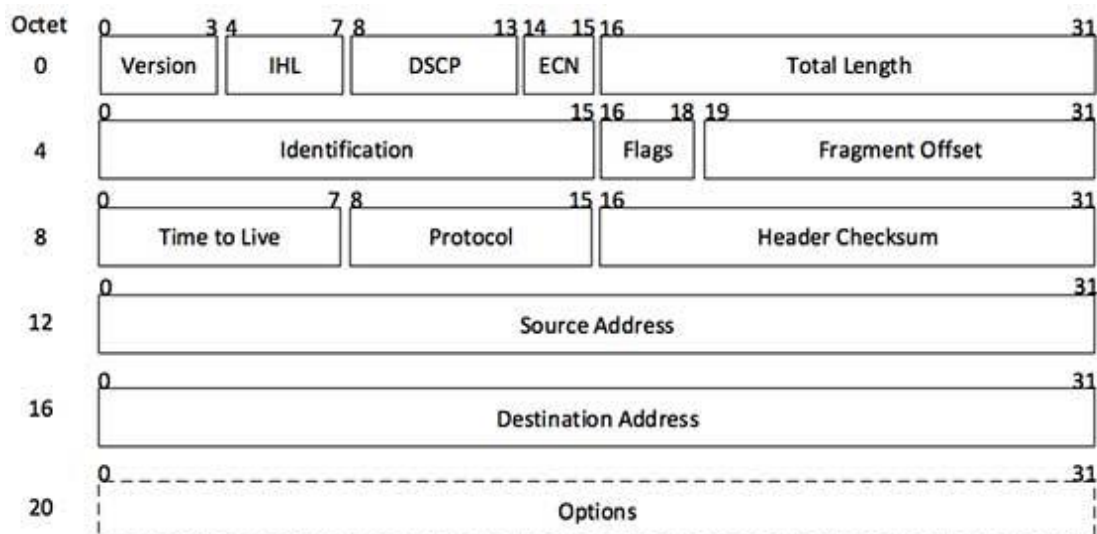 Octet 0 3 4 7 8 13 14 15 16 31
0 Version IHL DSCP ECN Total Length
0 15 16 18 19 31
4 Identification Flags Fragment Offset
0 7 8 15 16 31
8 Time to Live Protocol Header Checksum
0 31
12 Source Address
0 31
16 Destination Address
0 31
20 Options